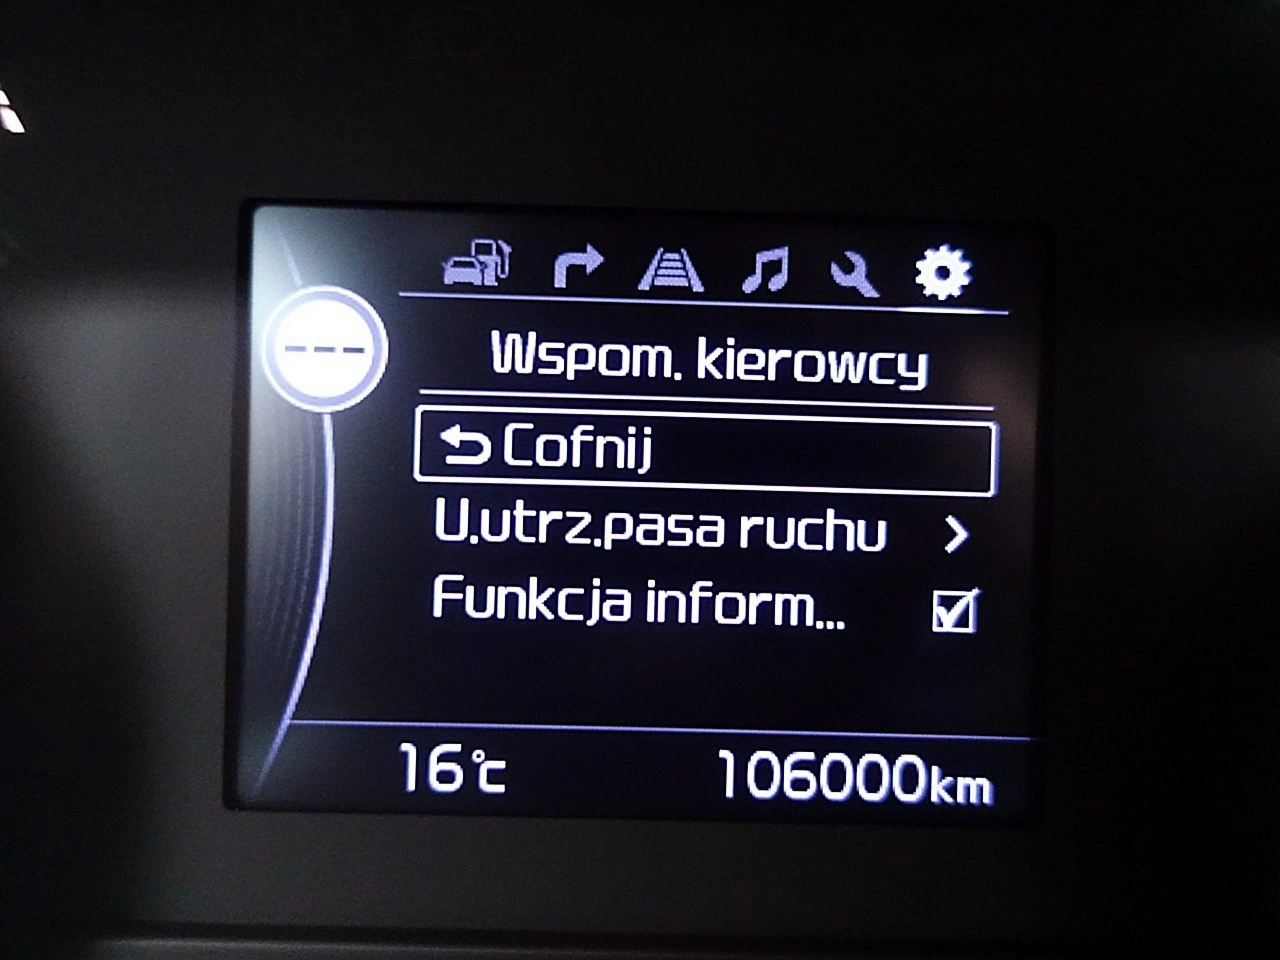 Wspom. kierowcy
Cofnij
U.utrz.pasa ruchu
Funkcja inform...
16°C 106000km